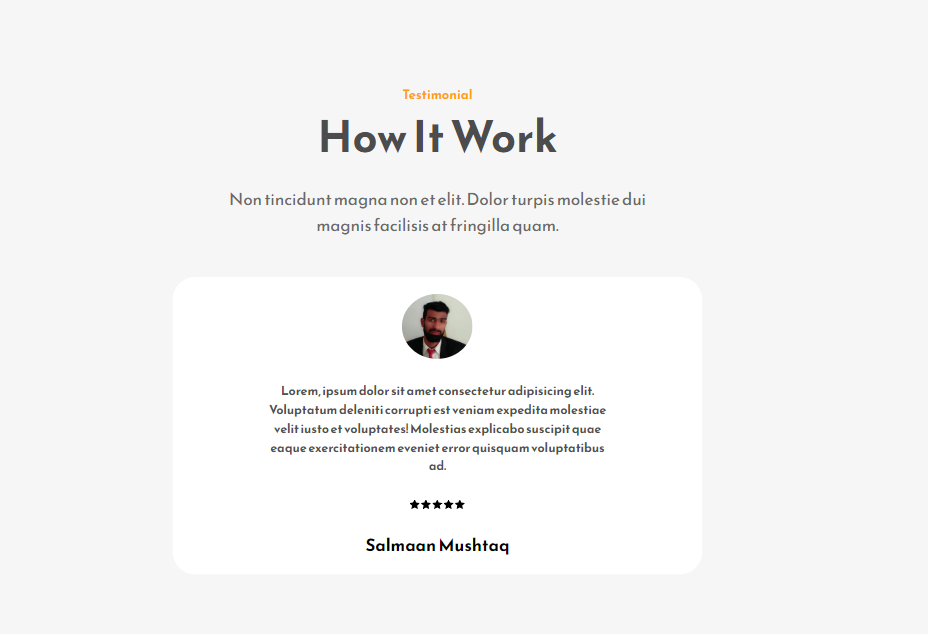 Testimonial
How It Work
Non tincidunt magna non et elit. Dolor turpis molestie dui
magnis facilisis at fringilla quam.
Lorem, ipsum dolor sit amet consectetur adipisicing elit.
Voluptatum deleniti corrupti est veniam expedita molestiae
velit iusto et voluptates! Molestias explicabo suscipit quae
eaque exercitationem eveniet error quisquam voluptatibus
ad.
Salmaan Mushtaq